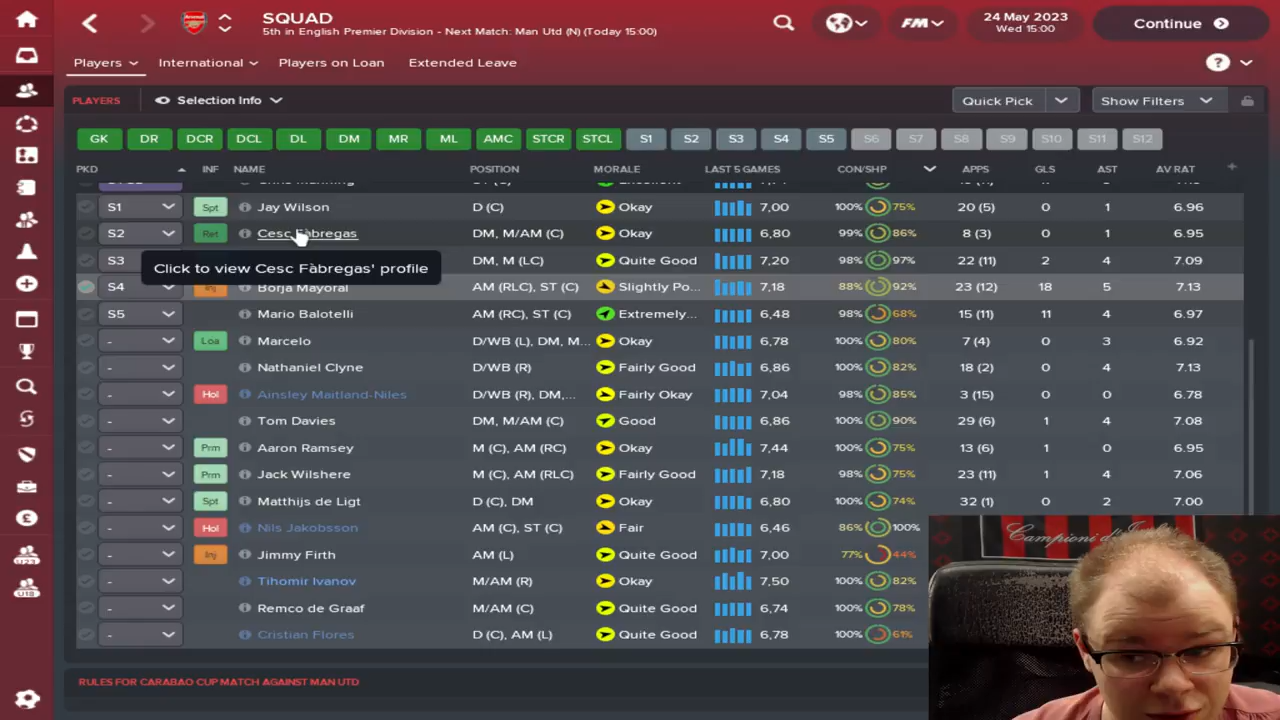 SQUAD
5th in English Premier Division - Next Match: Man Utd (N) (Today 15:00)
FM
24 May 2023
Wed 15:00
Continue
Players International Players on Loan Extended Leave
?
PLAYERS Selection Info Quick Pick Show Filters
GK DR DCR DCL DL DM MR ML AMC STCR STCL S1 S2 S3 S4 S5 S6 S7 S8 S9 S10 S11 S12
PKD INF NAME POSITION MORALE LAST 5 GAMES CON/SHP APPS GLS AST AV RAT +
S1 Spt Jay Wilson D (C) Okay 7,00 100% 75% 20 (5) 0 1 6.96
S2 Ret Cesc Fàbregas DM, M/AM (C) Okay 6,80 99% 86% 8 (3) 0 1 6.95
S3 DM, M (LC) Quite Good 7,20 98% 97% 22 (11) 2 4 7.09
Click to view Cesc Fàbregas' profile
S4 Inj Borja Mayoral AM (RLC), ST (C) Slightly Po... 7,18 88% 92% 23 (12) 18 5 7.13
S5 Mario Balotelli AM (RC), ST (C) Extremely... 6,48 98% 68% 15 (11) 11 4 6.97
- Loa Marcelo D/WB (L), DM, M... Okay 6,78 100% 80% 7 (4) 0 3 6.92
- Nathaniel Clyne D/WB (R) Fairly Good 6,86 100% 82% 18 (2) 0 4 7.13
- Hol Ainsley Maitland-Niles D/WB (R), DM,... Fairly Okay 7,04 98% 85% 3 (15) 0 0 6.78
- Tom Davies DM, M/AM (C) Good 6,86 100% 90% 29 (6) 1 4 7.08
- Prm Aaron Ramsey M (C), AM (RC) Okay 7,44 100% 75% 13 (6) 1 0 6.95
- Prm Jack Wilshere M (C), AM (RLC) Fairly Good 7,18 98% 75% 23 (11) 1 4 7.06
- Spt Matthijs de Ligt D (C), DM Okay 6,80 100% 74% 32 (1) 0 2 7.00
- Hol Nils Jakobsson AM (C), ST (C) Fair 6,46 86% 100%
- Inj Jimmy Firth AM (L) Quite Good 7,00 77% 44%
- Tihomir Ivanov M/AM (R) Okay 7,50 100% 82%
- Remco de Graaf M/AM (C) Quite Good 6,74 100% 78%
- Cristian Flores D (C), AM (L) Quite Good 6,78 100% 61%
RULES FOR CARABAO CUP MATCH AGAINST MAN UTD
U23
U18
Campioni